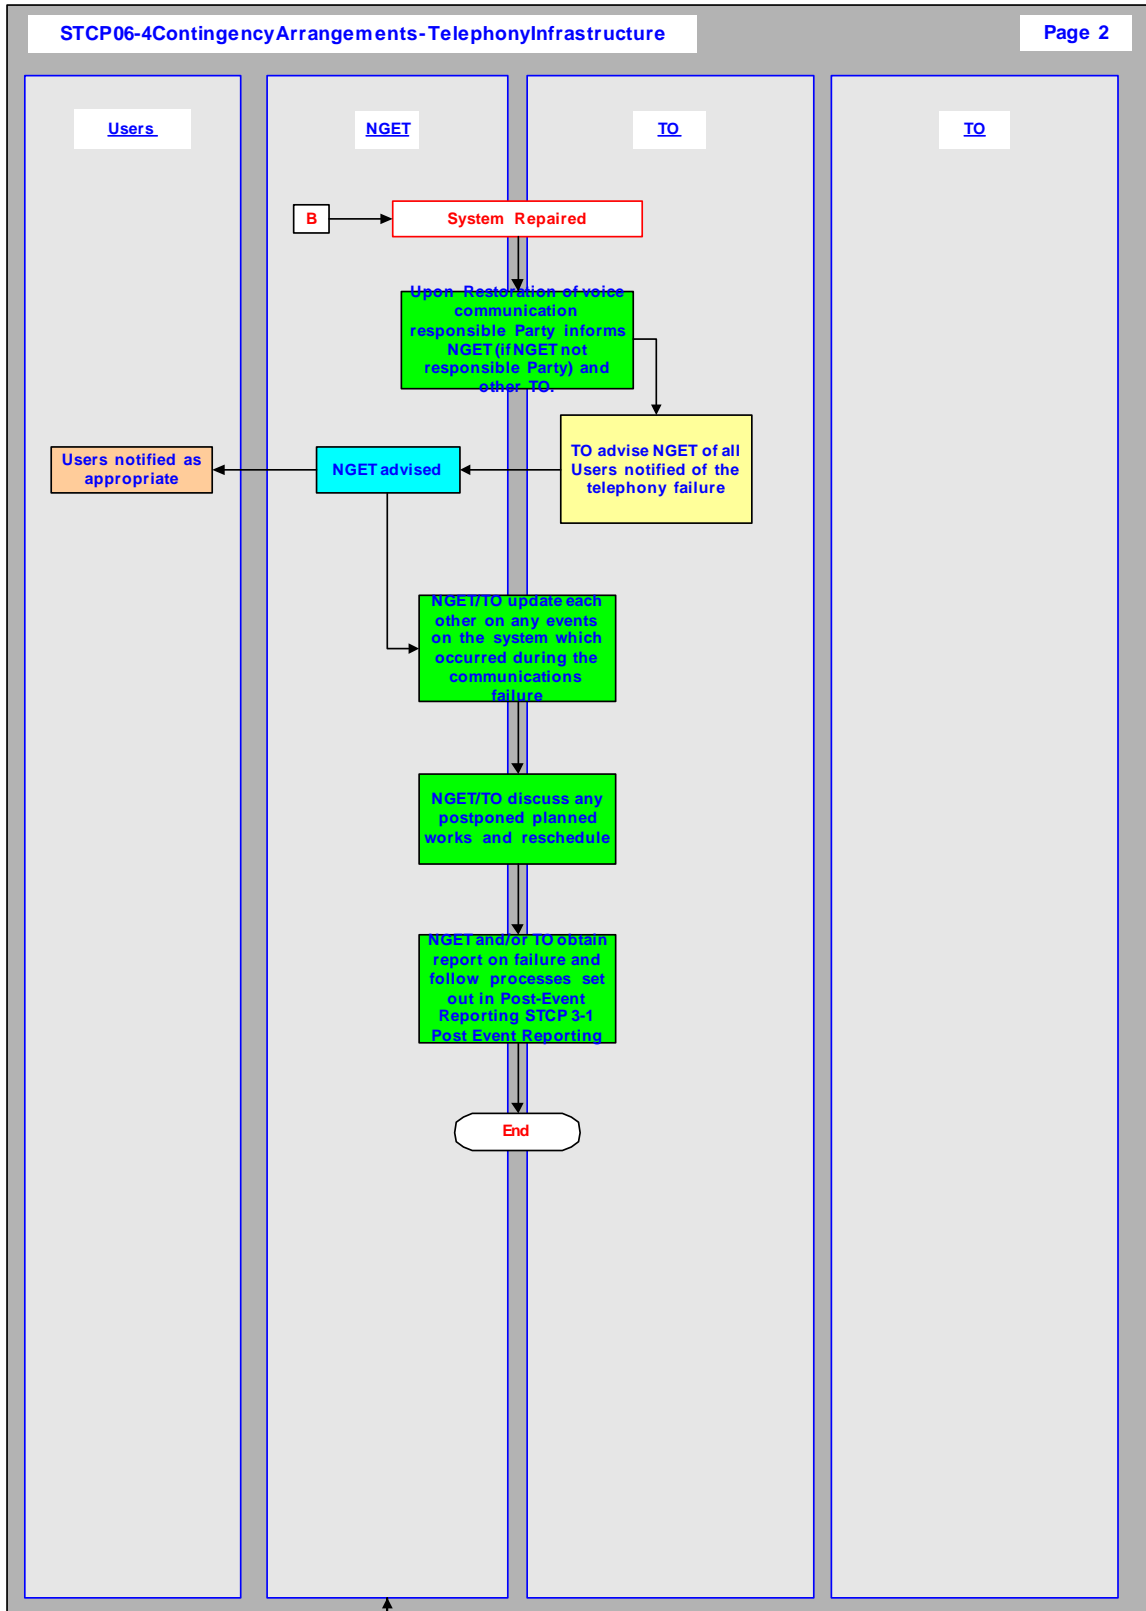 STCP06-4ContingencyArrangements-TelephonyInfrastructure
Page 2
Users
NGET
TO
TO
B
System Repaired
Upon Restoration of voice
communication
responsible Party informs
NGET (if NGET not
responsible Party) and
other TO.
TO advise NGET of all
Users notified of the
telephony failure
NGET advised
Users notified as
appropriate
NGET/TO update each
other on any events
on the system which
occurred during the
communications
failure
NGET/TO discuss any
postponed planned
works and reschedule
NGET and/or TO obtain
report on failure and
follow processes set
out in Post-Event
Reporting STCP 3-1
Post Event Reporting
End